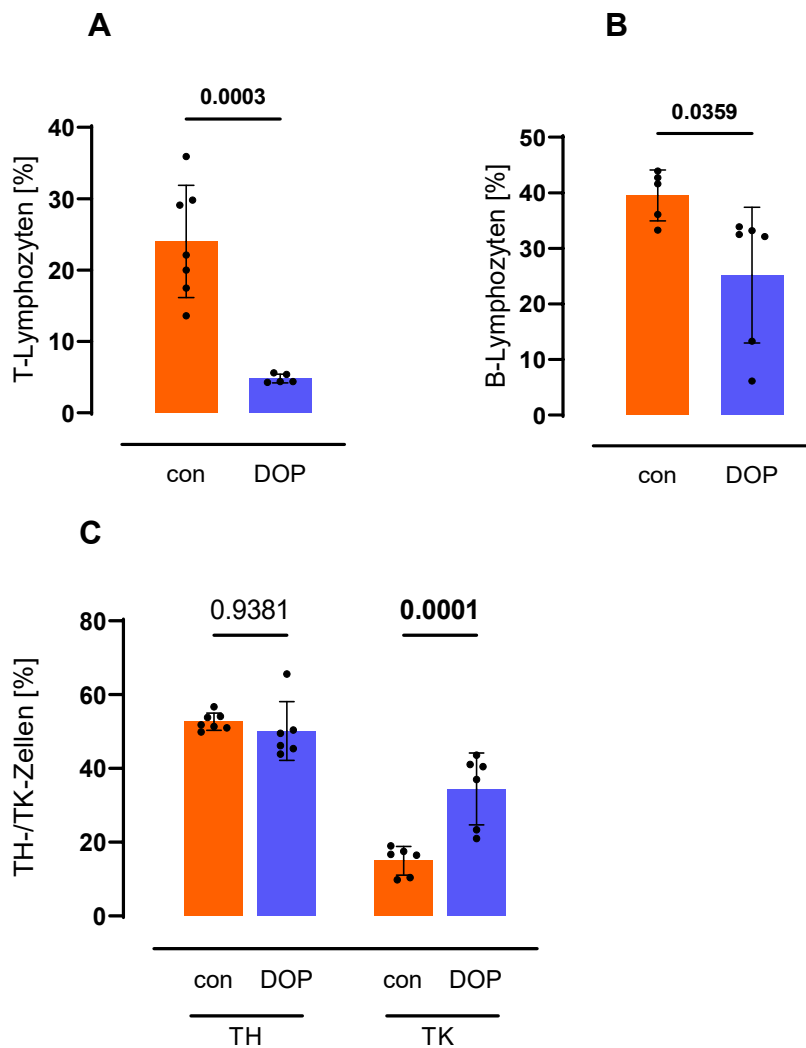 A
0.0003
T-Lymphozyten [%]
40
30
20
10
0
con DOP
B
0.0359
B-Lymphozyten [%]
50
40
30
20
10
0
con DOP
C
0.9381 0.0001
TH-/TK-Zellen [%]
80
60
40
20
0
con DOP con DOP
TH TK